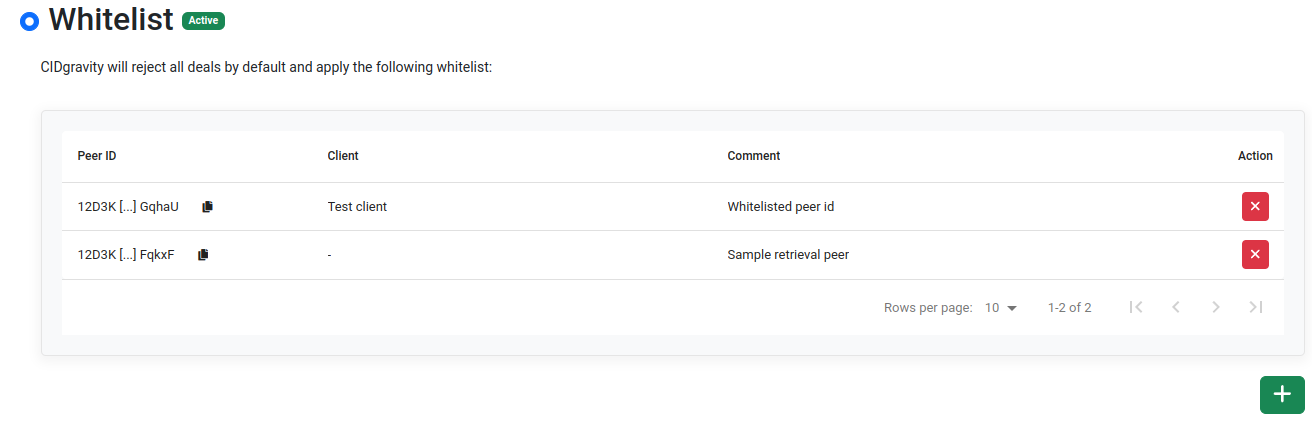 Whitelist Active
CIDgravity will reject all deals by default and apply the following whitelist:
Peer ID Client Comment Action
12D3K [...] GqhaU Test client Whitelisted peer id
12D3K [...] FqkxF - Sample retrieval peer
Rows per page: 10 1-2 of 2